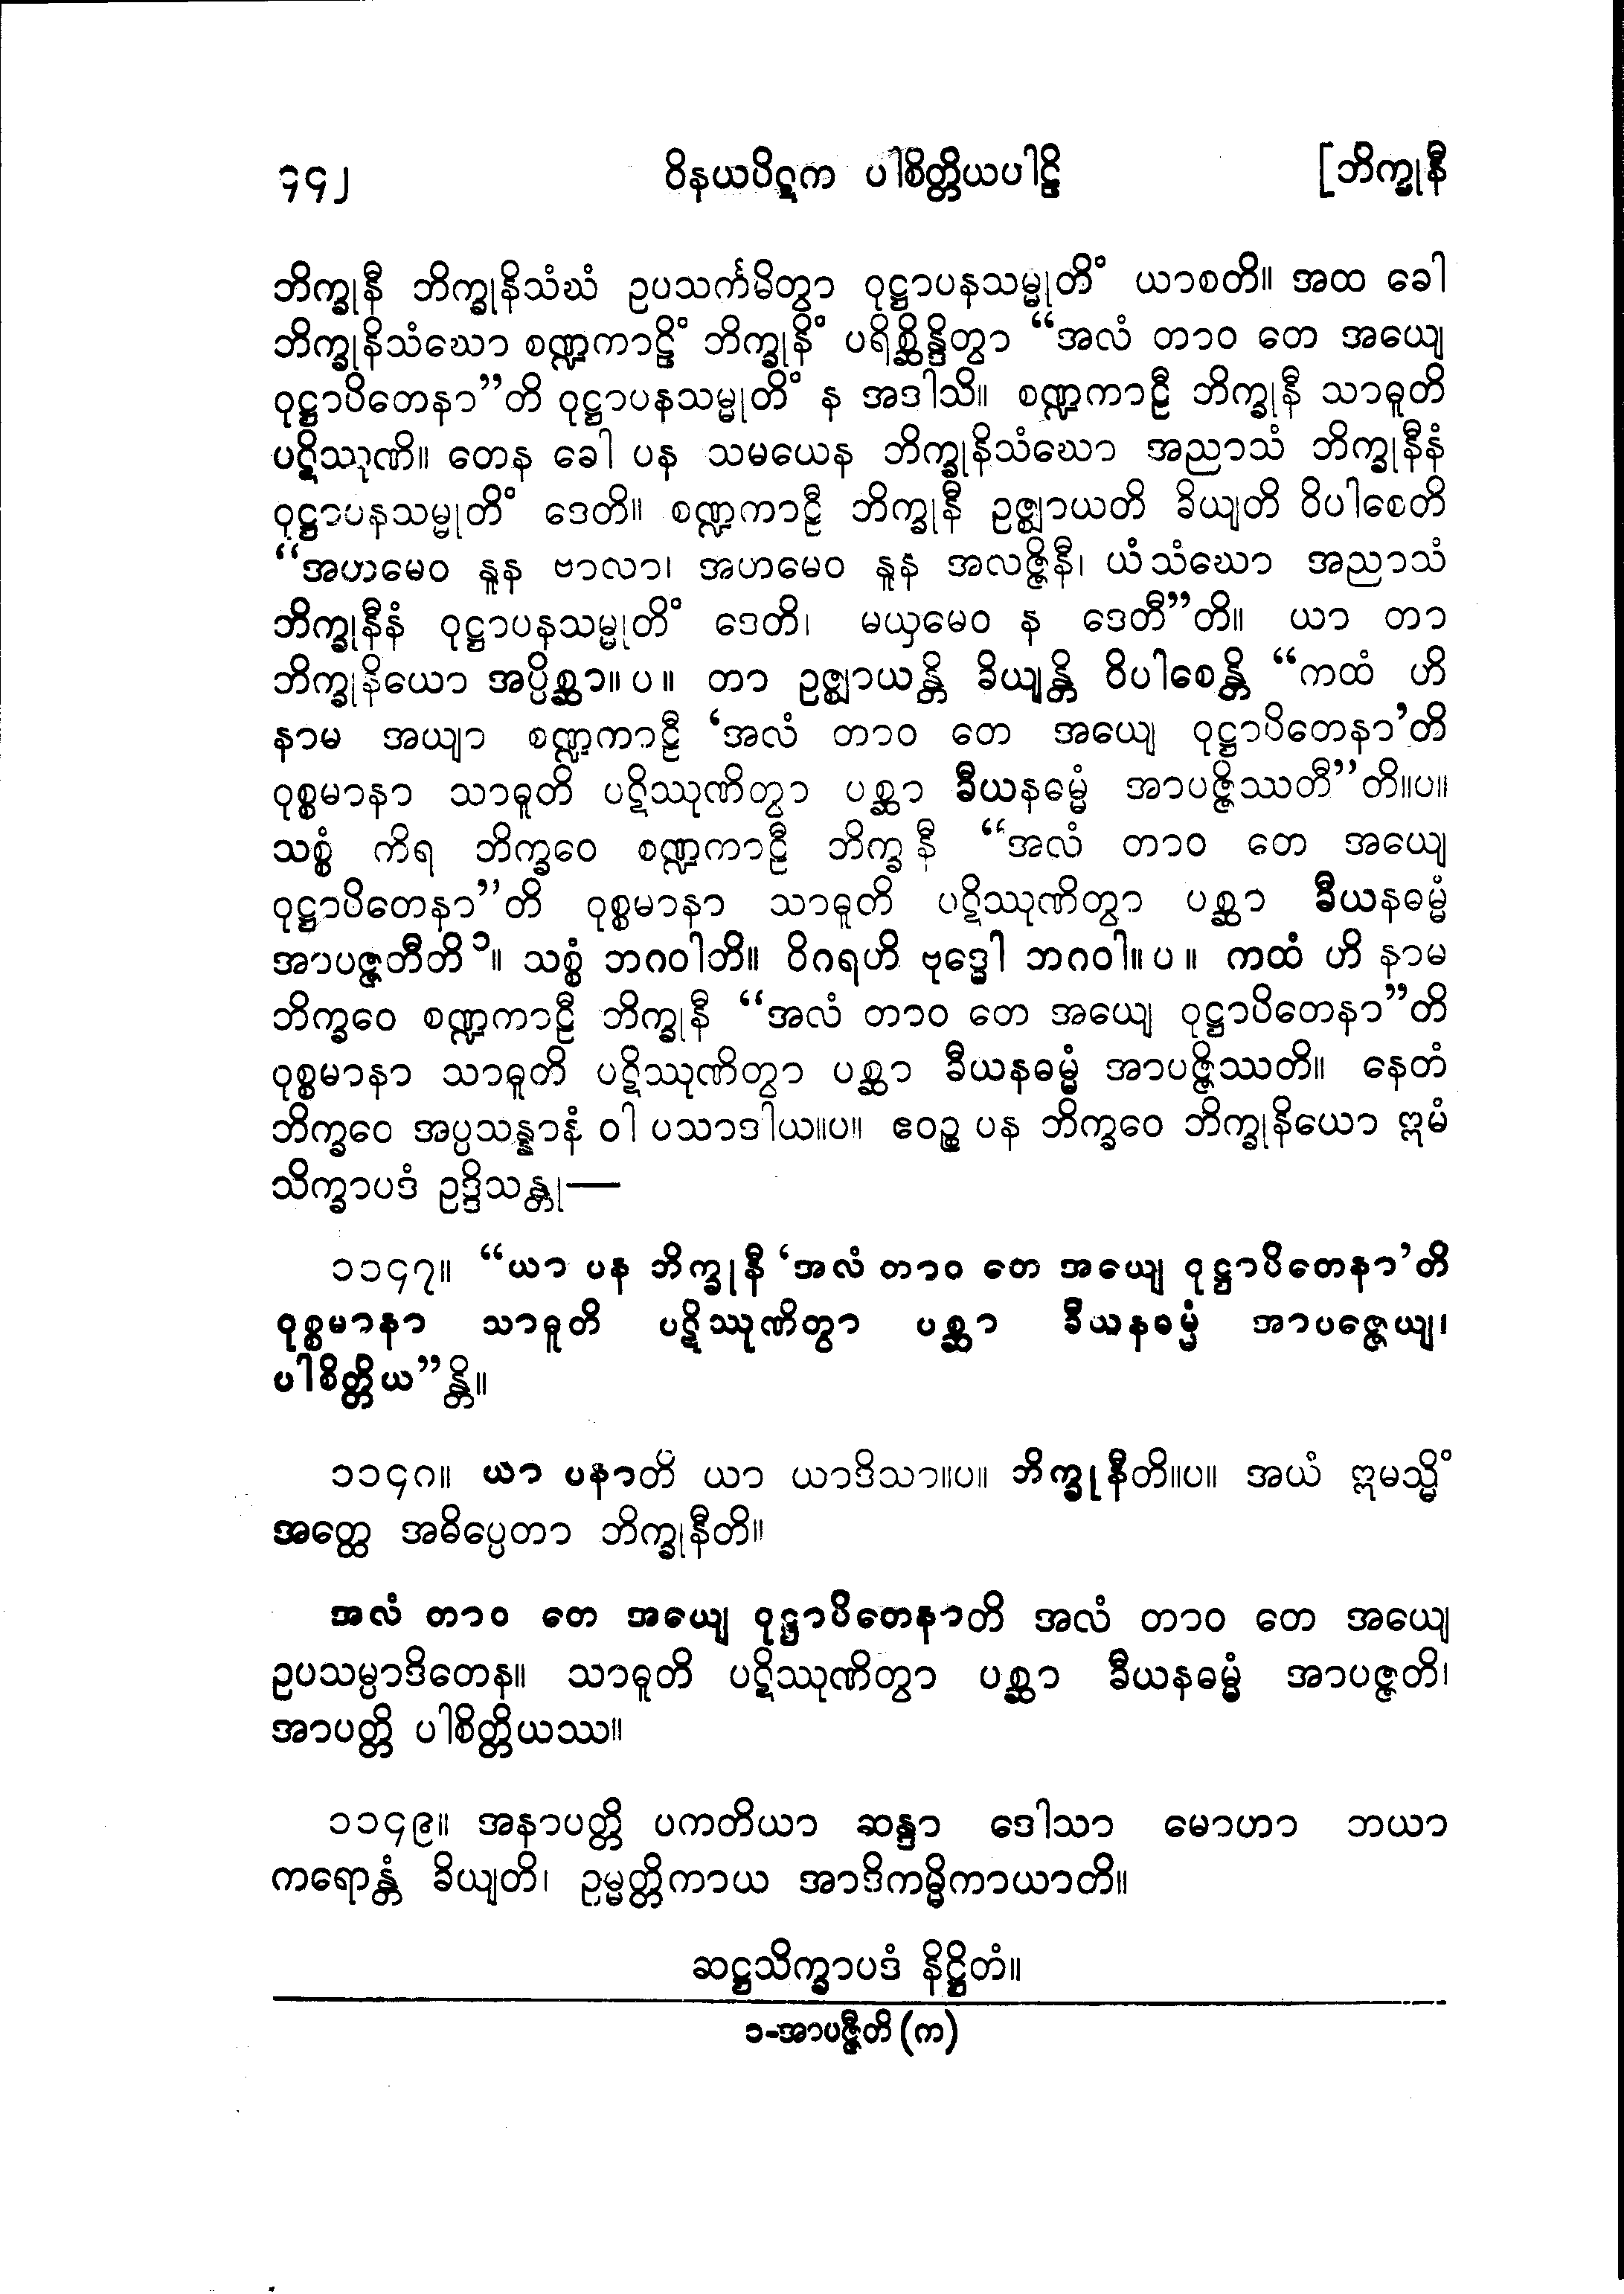 ၄၄၂ ဝိနယပိဋက ပါစိတ္တိယပါဠိ [ဘိက္ခုနီ
ဘိက္ခုနီ ဘိက္ခုနိသံဃံ ဥပသင်္ကမိတွာ ဝုဋ္ဌာပနသမ္မုတိံ ယာစတိ။ အထ ခေါ
ဘိက္ခုနိသံဃော စဏ္ဍကာဠိံ ဘိက္ခုနိံ ပရိစ္ဆိန္ဒိတွာ “အလံ တာဝ တေ အယျေ
ဝုဋ္ဌာပိတေနာ”တိ ဝုဋ္ဌာပနသမ္မုတိံ န အဒါသိ။ စဏ္ဍကာဠီ ဘိက္ခုနီ သာဓူတိ
ပဋိဿုဏိ။ တေန ခေါ ပန သမယေန ဘိက္ခုနိသံဃော အညာသံ ဘိက္ခုနီနံ
ဝုဋ္ဌာပနသမ္မုတိံ ဒေတိ။ စဏ္ဍကာဠီ ဘိက္ခုနီ ဥဇ္ဈာယတိ ခိယျတိ ဝိပါစေတိ
“အဟမေဝ နူန ဗာလာ၊ အဟမေဝ နူန အလဇ္ဇိနီ၊ ယံ သံဃော အညာသံ
ဘိက္ခုနီနံ ဝုဋ္ဌာပနသမ္မုတိံ ဒေတိ၊ မယှမေဝ န ဒေတီ”တိ။ ယာ တာ
ဘိက္ခုနိယော အပ္ပိစ္ဆာ။ပ။ တာ ဥဇ္ဈာယန္တိ ခိယျန္တိ ဝိပါစေန္တိ “ကထံ ဟိ
နာမ အယျာ စဏ္ဍကာဠီ ‘အလံ တာဝ တေ အယျေ ဝုဋ္ဌာပိတေနာ’တိ
ဝုစ္စမာနာ သာဓူတိ ပဋိဿုဏိတွာ ပစ္ဆာ ခီယနဓမ္မံ အာပဇ္ဇိဿတီ”တိ။ပ။
သစ္စံ ကိရ ဘိက္ခဝေ စဏ္ဍကာဠီ ဘိက္ခုနီ “အလံ တာဝ တေ အယျေ
ဝုဋ္ဌာပိတေနာ”တိ ဝုစ္စမာနာ သာဓူတိ ပဋိဿုဏိတွာ ပစ္ဆာ ခီယနဓမ္မံ
အာပဇ္ဇတီတိ၁။ သစ္စံ ဘဂဝါတိ။ ဝိဂရဟိ ဗုဒ္ဓေါ ဘဂဝါ။ပ။ ကထံ ဟိ နာမ
ဘိက္ခဝေ စဏ္ဍကာဠီ ဘိက္ခုနီ “အလံ တာဝ တေ အယျေ ဝုဋ္ဌာပိတေနာ”တိ
ဝုစ္စမာနာ သာဓူတိ ပဋိဿုဏိတွာ ပစ္ဆာ ခီယနဓမ္မံ အာပဇ္ဇိဿတိ။ နေတံ
ဘိက္ခဝေ အပ္ပသန္နာနံ ဝါ ပသာဒါယ။ပ။ ဧဝဉ္စ ပန ဘိက္ခဝေ ဘိက္ခုနိယော ဣမံ
သိက္ခာပဒံ ဥဒ္ဒိသန္တု—
၁၁၄၇။ “ယာ ပန ဘိက္ခုနီ ‘အလံ တာဝ တေ အယျေ ဝုဋ္ဌာပိတေနာ’တိ
ဝုစ္စမာနာ သာဓူတိ ပဋိဿုဏိတွာ ပစ္ဆာ ခီယနဓမ္မံ အာပဇ္ဇေယျ၊
ပါစိတ္တိယ”န္တိ။
၁၁၄၈။ ယာ ပနာတိ ယာ ယာဒိသာ။ပ။ ဘိက္ခုနီတိ။ပ။ အယံ ဣမသ္မိံ
အတ္ထေ အဓိပ္ပေတာ ဘိက္ခုနီတိ။
အလံ တာဝ တေ အယျေ ဝုဋ္ဌာပိတေနာတိ အလံ တာဝ တေ အယျေ
ဥပသမ္ပာဒိတေန။ သာဓူတိ ပဋိဿုဏိတွာ ပစ္ဆာ ခီယနဓမ္မံ အာပဇ္ဇတိ၊
အာပတ္တိ ပါစိတ္တိယဿ။
၁၁၄၉။ အနာပတ္တိ ပကတိယာ ဆန္ဒာ ဒေါသာ မောဟာ ဘယာ
ကရောန္တံ ခိယျတိ၊ ဥမ္မတ္တိကာယ အာဒိကမ္မိကာယာတိ။
ဆဋ္ဌသိက္ခာပဒံ နိဋ္ဌိတံ။
၁-အာပဇ္ဇီတိ (က)